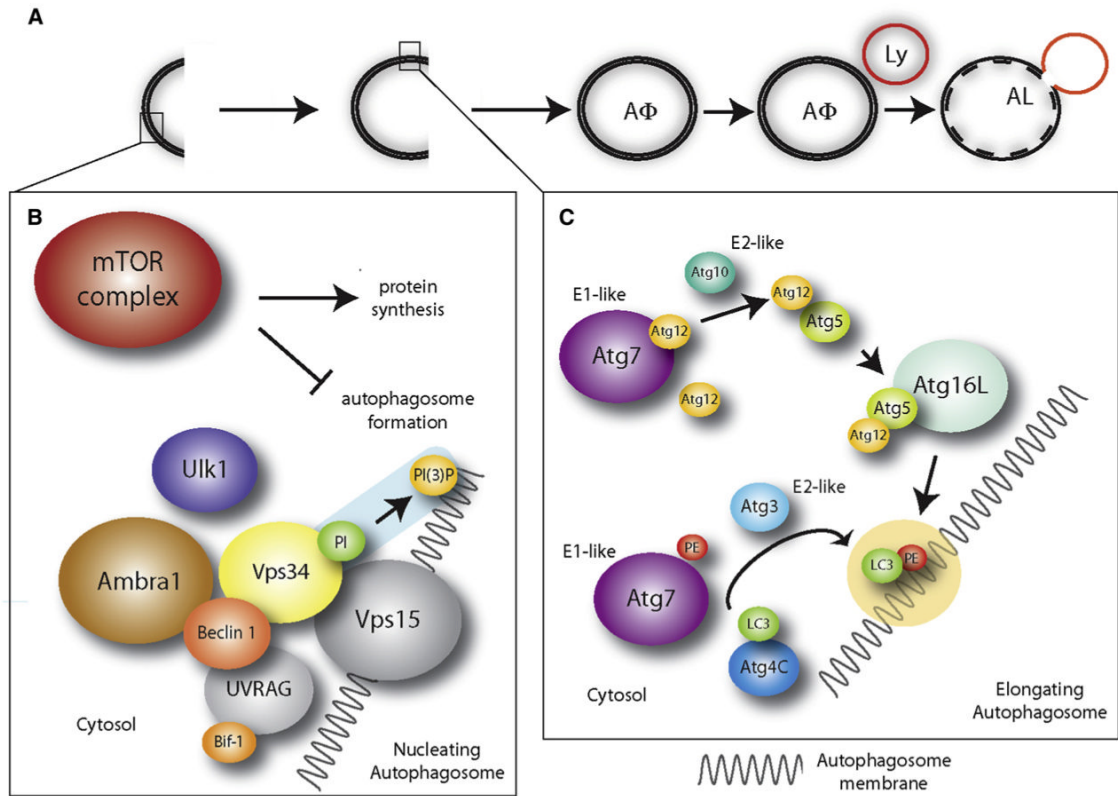 A
AΦ
AΦ
Ly
AL
B
mTOR
complex
protein
synthesis
autophagosome
formation
Ulk1
PI(3)P
PI
Ambra1
Vps34
Vps15
Beclin 1
UVRAG
Bif-1
Cytosol
Nucleating
Autophagosome
C
E2-like
Atg10
E1-like
Atg12
Atg7
Atg12
Atg5
Atg12
Atg16L
Atg5
Atg12
E2-like
Atg3
E1-like
PE
Atg7
LC3
PE
LC3
Atg4C
Cytosol
Elongating
Autophagosome
Autophagosome
membrane